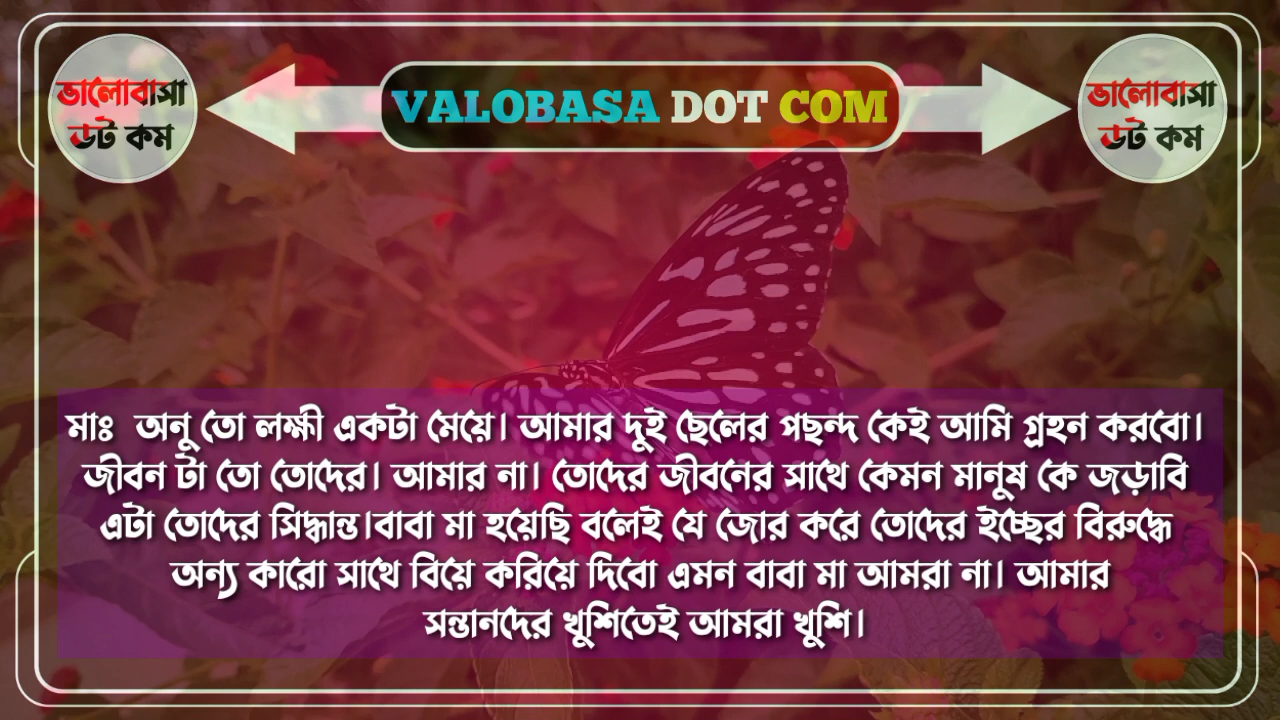 ভালোবাসা
ডট কম
VALOBASA DOT COM
ভালোবাসা
ডট কম
মাঃ অনু তো লক্ষী একটা মেয়ে। আমার দুই ছেলের পছন্দ কেই আমি গ্রহন করবো।
জীবন টা তো তোদের। আমার না। তোদের জীবনের সাথে কেমন মানুষ কে জড়াবি
এটা তোদের সিদ্ধান্ত।বাবা মা হয়েছি বলেই যে জোর করে তোদের ইচ্ছের বিরুদ্ধে
অন্য কারো সাথে বিয়ে করিয়ে দিবো এমন বাবা মা আমরা না। আমার
সন্তানদের খুশিতেই আমরা খুশি।